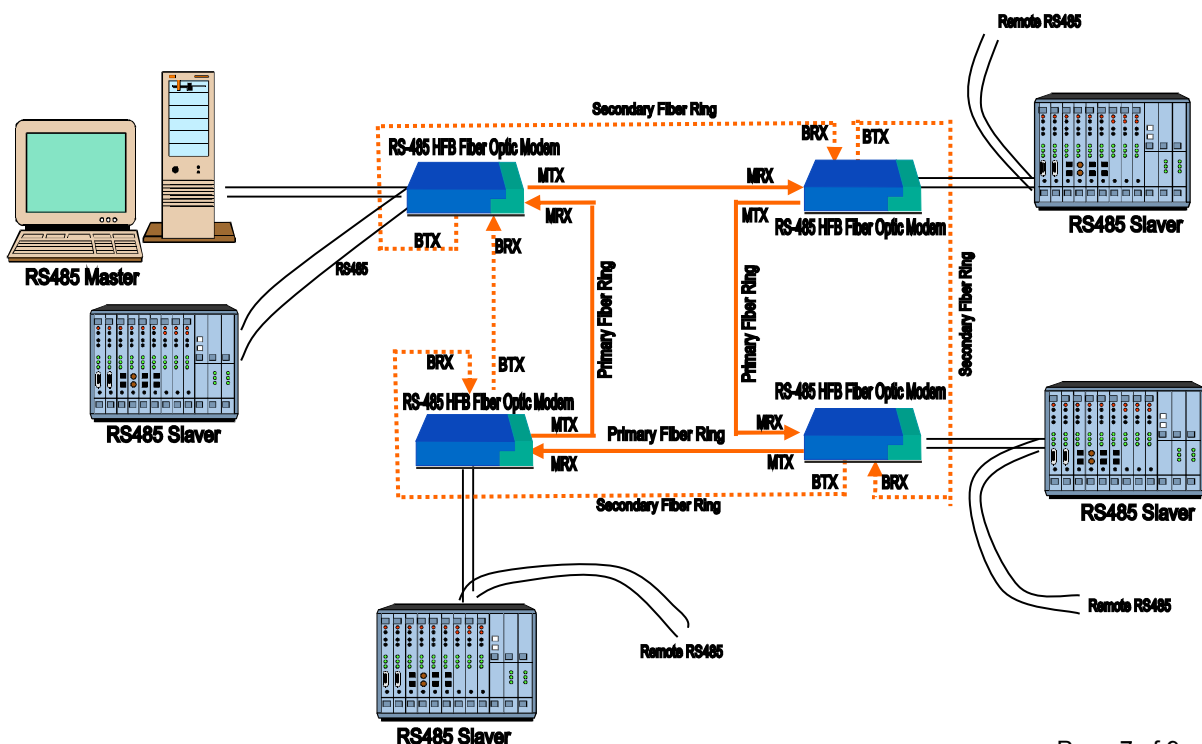 Remote RS485
Secondary Fiber Ring
BRX
BTX
RS-485 HFB Fiber Optic Modem
MTX
MRX
RS485 Slaver
MRX
MTX
RS-485 HFB Fiber Optic Modem
BTX
BRX
RS485
RS485 Master
Primary Fiber Ring
Primary Fiber Ring
Secondary Fiber Ring
RS485 Slaver
BRX
BTX
RS-485 HFB Fiber Optic Modem
RS-485 HFB Fiber Optic Modem
MTX
Primary Fiber Ring
MRX
MRX
MTX
BTX
BRX
Secondary Fiber Ring
RS485 Slaver
Remote RS485
Remote RS485
RS485 Slaver